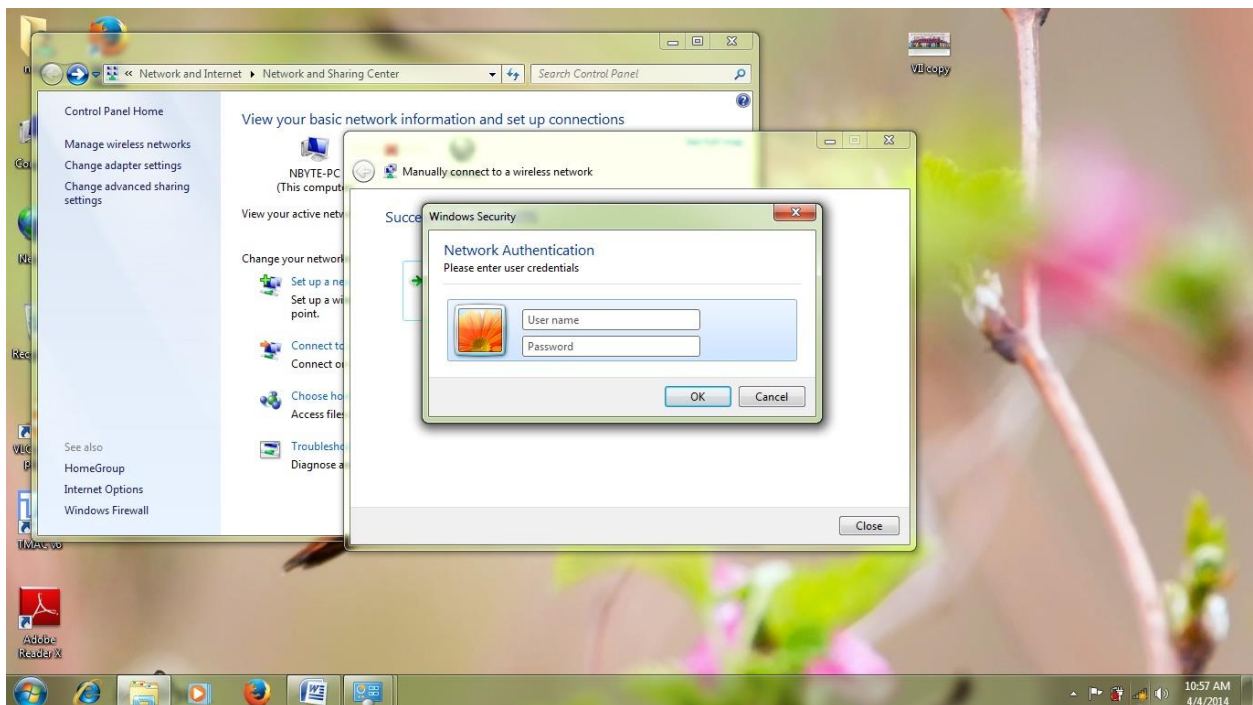 VII copy
« Network and Internet ▸ Network and Sharing Center
Search Control Panel
Control Panel Home
Manage wireless networks
Change adapter settings
Change advanced sharing
settings
See also
HomeGroup
Internet Options
Windows Firewall
View your basic network information and set up connections
NBYTE-PC
(This compute
View your active netw
Change your network
Set up a ne
Set up a wi
point.
Connect to
Connect or
Choose ho
Access files
Troublesho
Diagnose a
Manually connect to a wireless network
Succe
Windows Security
Network Authentication
Please enter user credentials
User name
Password
OK Cancel
Close
VLC
TMAC v6
Adobe
Reader X
10:57 AM
4/4/2014